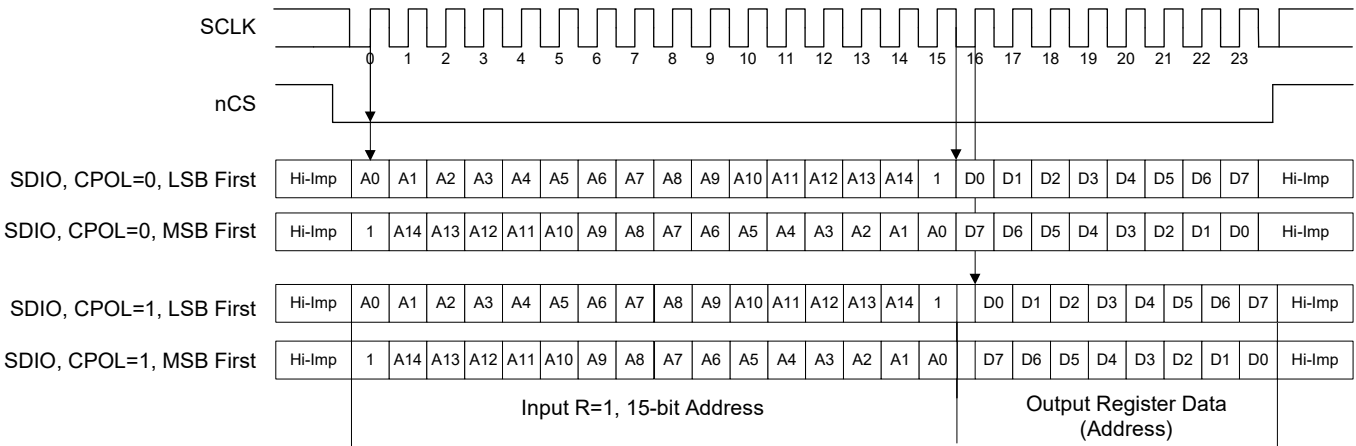 SCLK
0 1 2 3 4 5 6 7 8 9 10 11 12 13 14 15 16 17 18 19 20 21 22 23
nCS
SDIO, CPOL=0, LSB First Hi-Imp A0 A1 A2 A3 A4 A5 A6 A7 A8 A9 A10 A11 A12 A13 A14 1 D0 D1 D2 D3 D4 D5 D6 D7 Hi-Imp
SDIO, CPOL=0, MSB First Hi-Imp 1 A14 A13 A12 A11 A10 A9 A8 A7 A6 A5 A4 A3 A2 A1 A0 D7 D6 D5 D4 D3 D2 D1 D0 Hi-Imp
SDIO, CPOL=1, LSB First Hi-Imp A0 A1 A2 A3 A4 A5 A6 A7 A8 A9 A10 A11 A12 A13 A14 1 D0 D1 D2 D3 D4 D5 D6 D7 Hi-Imp
SDIO, CPOL=1, MSB First Hi-Imp 1 A14 A13 A12 A11 A10 A9 A8 A7 A6 A5 A4 A3 A2 A1 A0 D7 D6 D5 D4 D3 D2 D1 D0 Hi-Imp
Input R=1, 15-bit Address
Output Register Data
(Address)